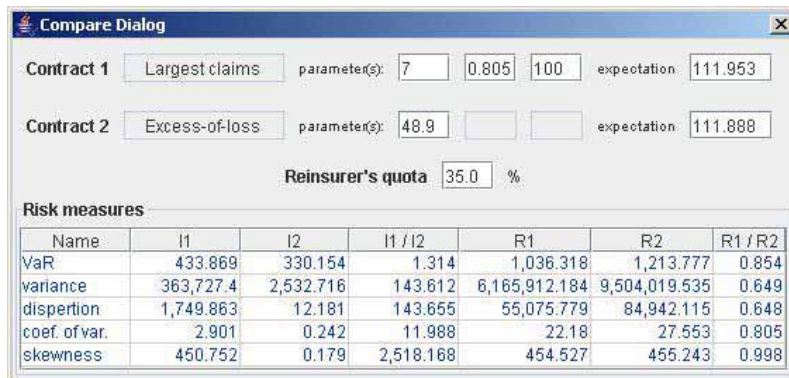 Compare Dialog
Contract 1 Largest claims parameter(s): 7 0.805 100 expectation 111.953
Contract 2 Excess-of-loss parameter(s): 48.9 expectation 111.888
Reinsurer's quota 35.0 %
Risk measures
Name I1 I2 I1 / I2 R1 R2 R1 / R2
VaR 433.869 330.154 1.314 1,036.318 1,213.777 0.854
variance 363,727.4 2,532.716 143.612 6,165,912.184 9,504,019.535 0.649
dispertion 1,749.863 12.181 143.655 55,075.779 84,942.115 0.648
coef. of var. 2.901 0.242 11.988 22.18 27.553 0.805
skewness 450.752 0.179 2,518.168 454.527 455.243 0.998